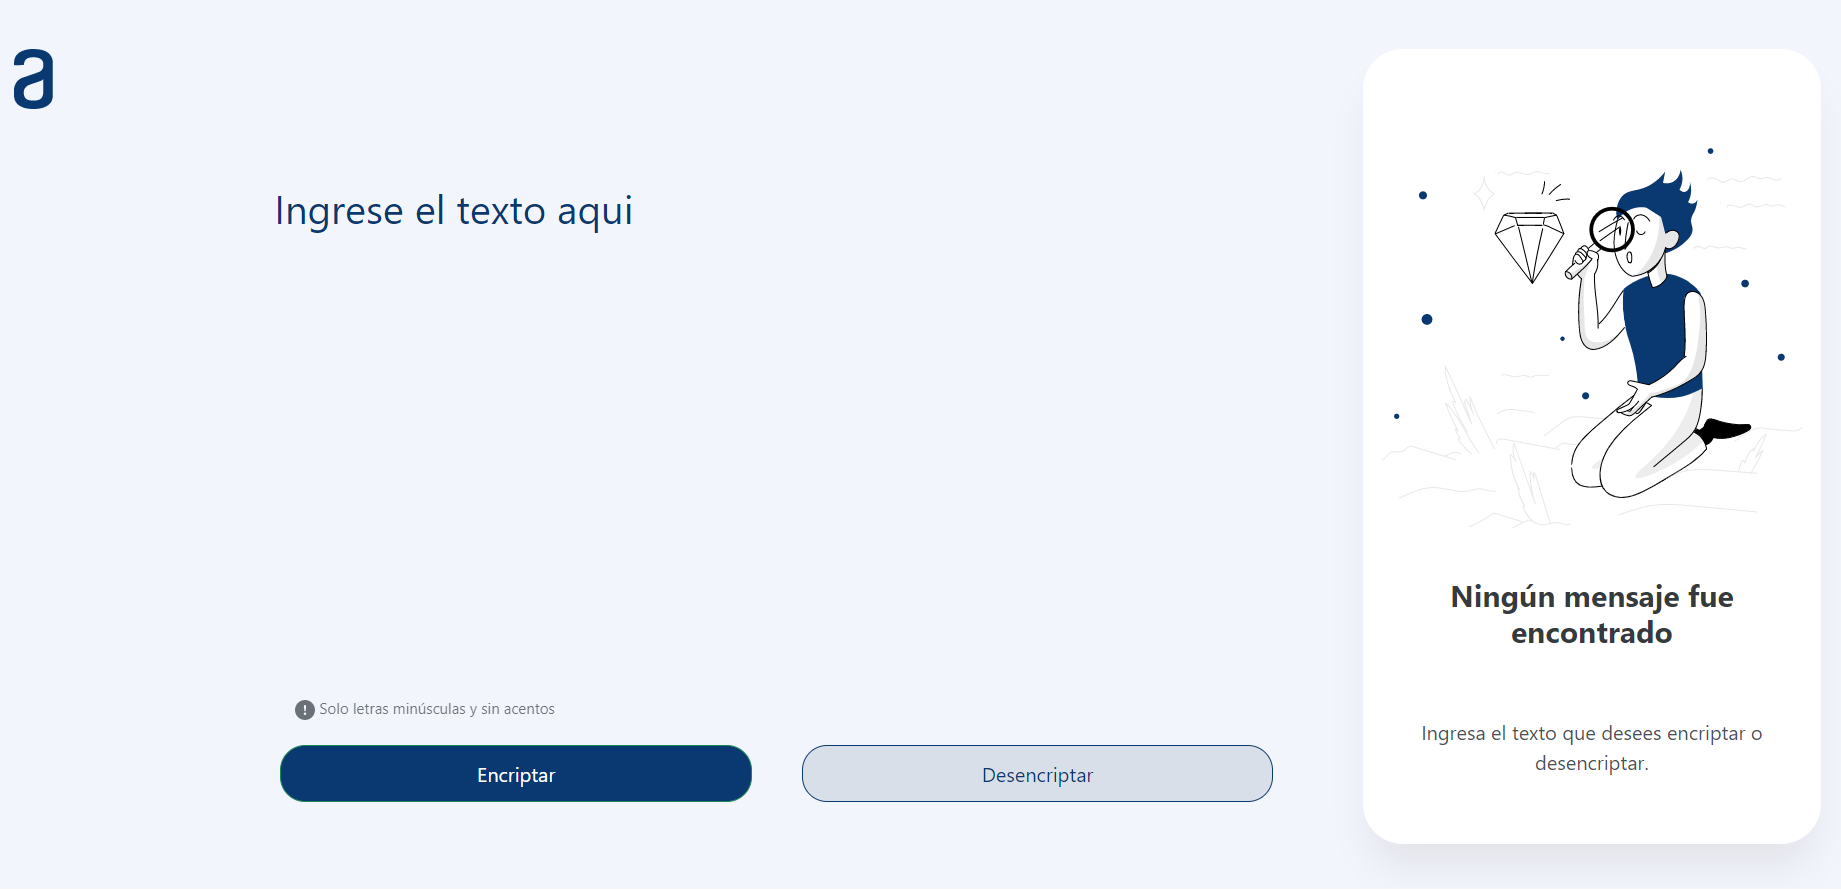 a
Ingrese el texto aqui
Solo letras minúsculas y sin acentos
Encriptar
Desencriptar
Ningún mensaje fue
encontrado
Ingresa el texto que desees encriptar o
desencriptar.